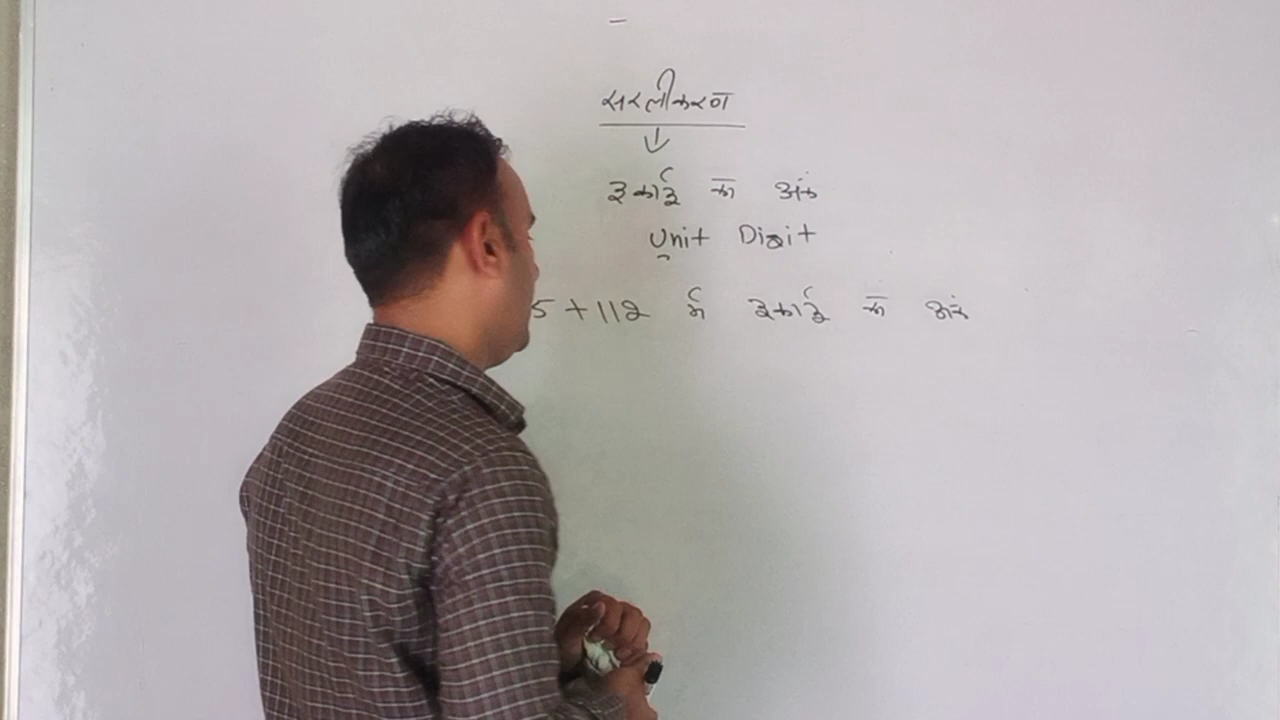 सरलीकरण
इकाई का अंक
Unit Digit
5 + 112 में इकाई का अंक